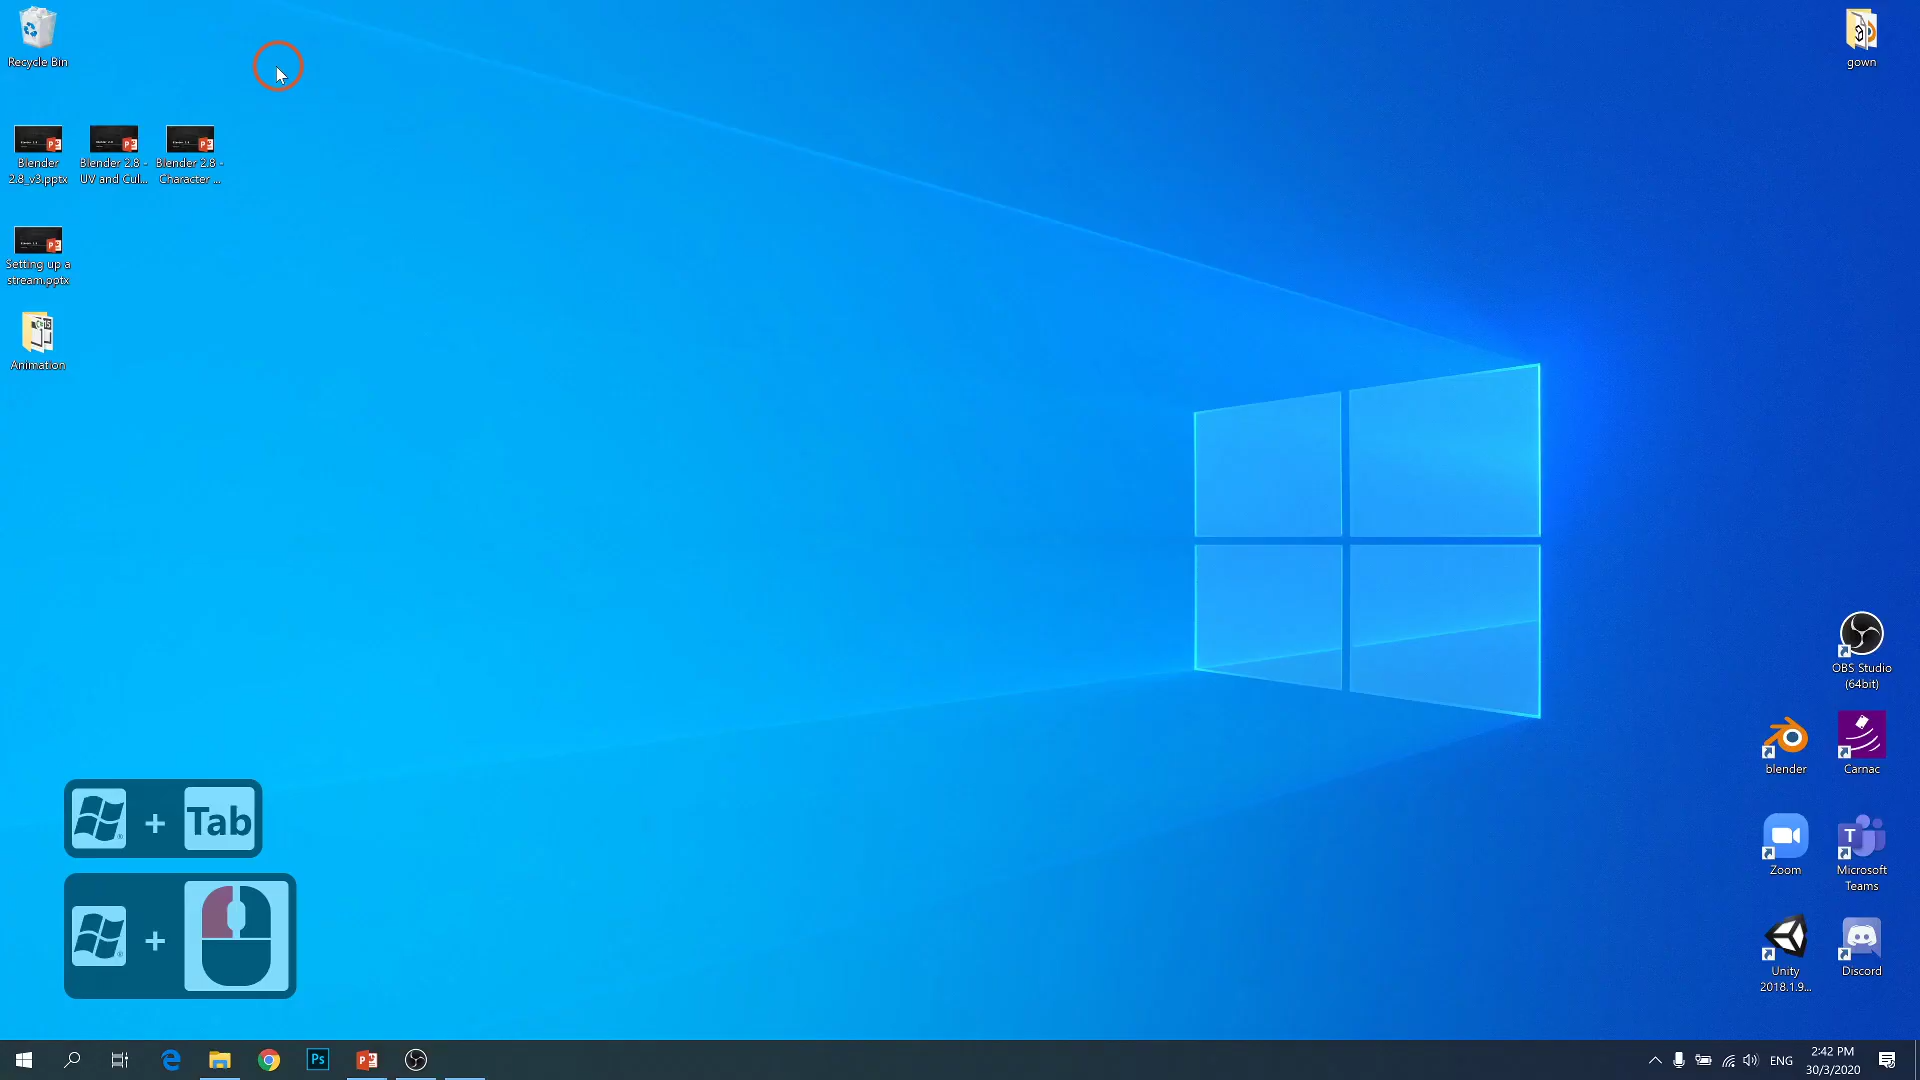 Recycle Bin
gown
Blender
2.8_v3.pptx
Blender 2.8 -
UV and Cul...
Blender 2.8 -
Character ...
Setting up a
stream.pptx
Animation
OBS Studio
(64bit)
blender
Carnac
Zoom
Microsoft
Teams
Unity
2018.1.9...
Discord
+ Tab
+
Ps
ENG
2:42 PM
30/3/2020